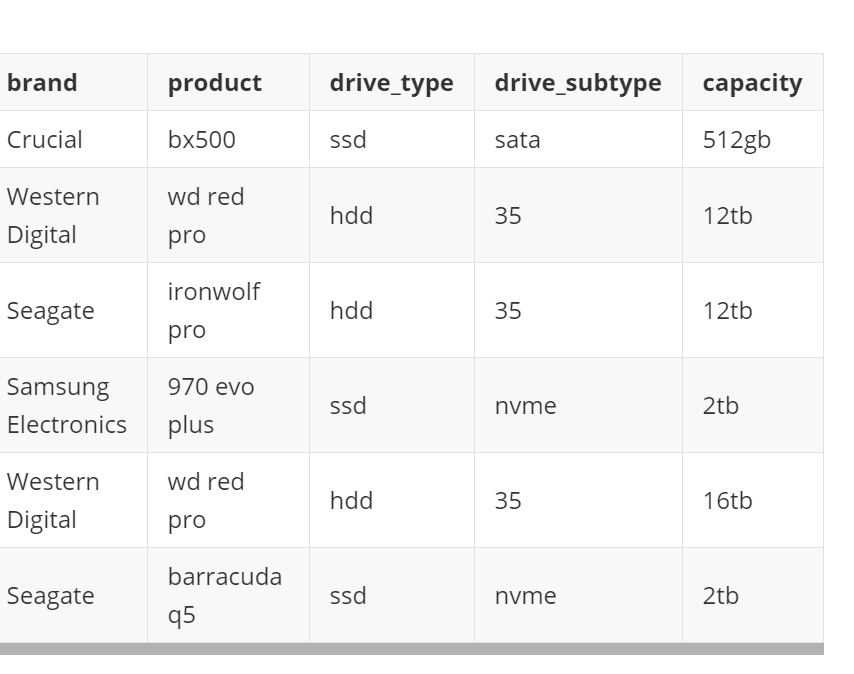 brand product drive_type drive_subtype capacity
Crucial bx500 ssd sata 512gb
Western Digital wd red pro hdd 35 12tb
Seagate ironwolf pro hdd 35 12tb
Samsung Electronics 970 evo plus ssd nvme 2tb
Western Digital wd red pro hdd 35 16tb
Seagate barracuda q5 ssd nvme 2tb